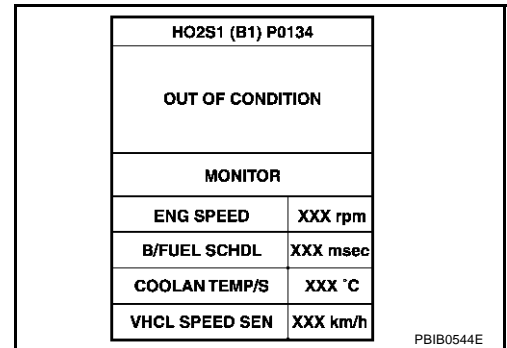 HO2S1 (B1) P0134
OUT OF CONDITION
MONITOR
ENG SPEED XXX rpm
B/FUEL SCHDL XXX msec
COOLAN TEMP/S XXX °C
VHCL SPEED SEN XXX km/h
PBIB0544E